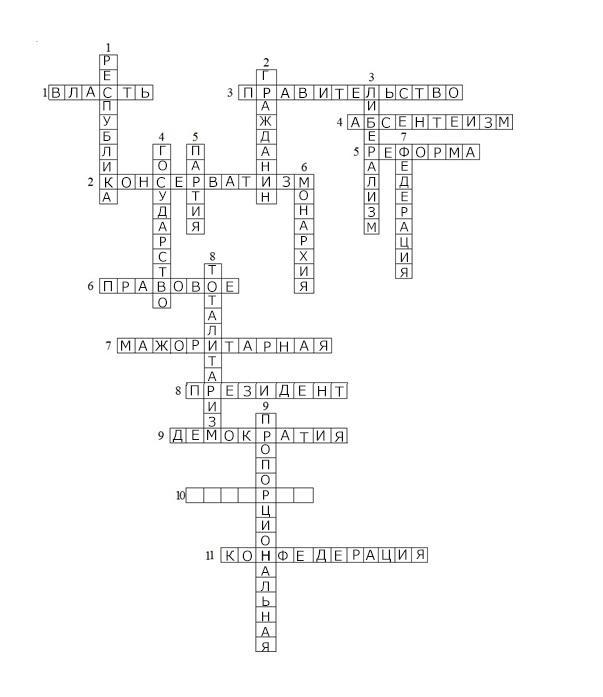 1
РЕСПУБЛИКА
2
ГРАЖДАНИН
1 ВЛАСТЬ
3 ПРАВИТЕЛЬСТВО
3
ЛИБЕРАЛИЗМ
4 АБСЕНТЕИЗМ
4
ГОСУДАРСТВО
5
ПАРТИЯ
7
ФЕДЕРАЦИЯ
5 РЕФОРМА
6
МОНАРХИЯ
2 КОНСЕРВАТИЗМ
8
ТОТАЛИТАРИЗМ
6 ПРАВОВОЕ
7 МАЖОРИТАРНАЯ
8 ПРЕЗИДЕНТ
9
ПРОПОРЦИОНАЛЬНАЯ
9 ДЕМОКРАТИЯ
10
11 КОНФЕДЕРАЦИЯ